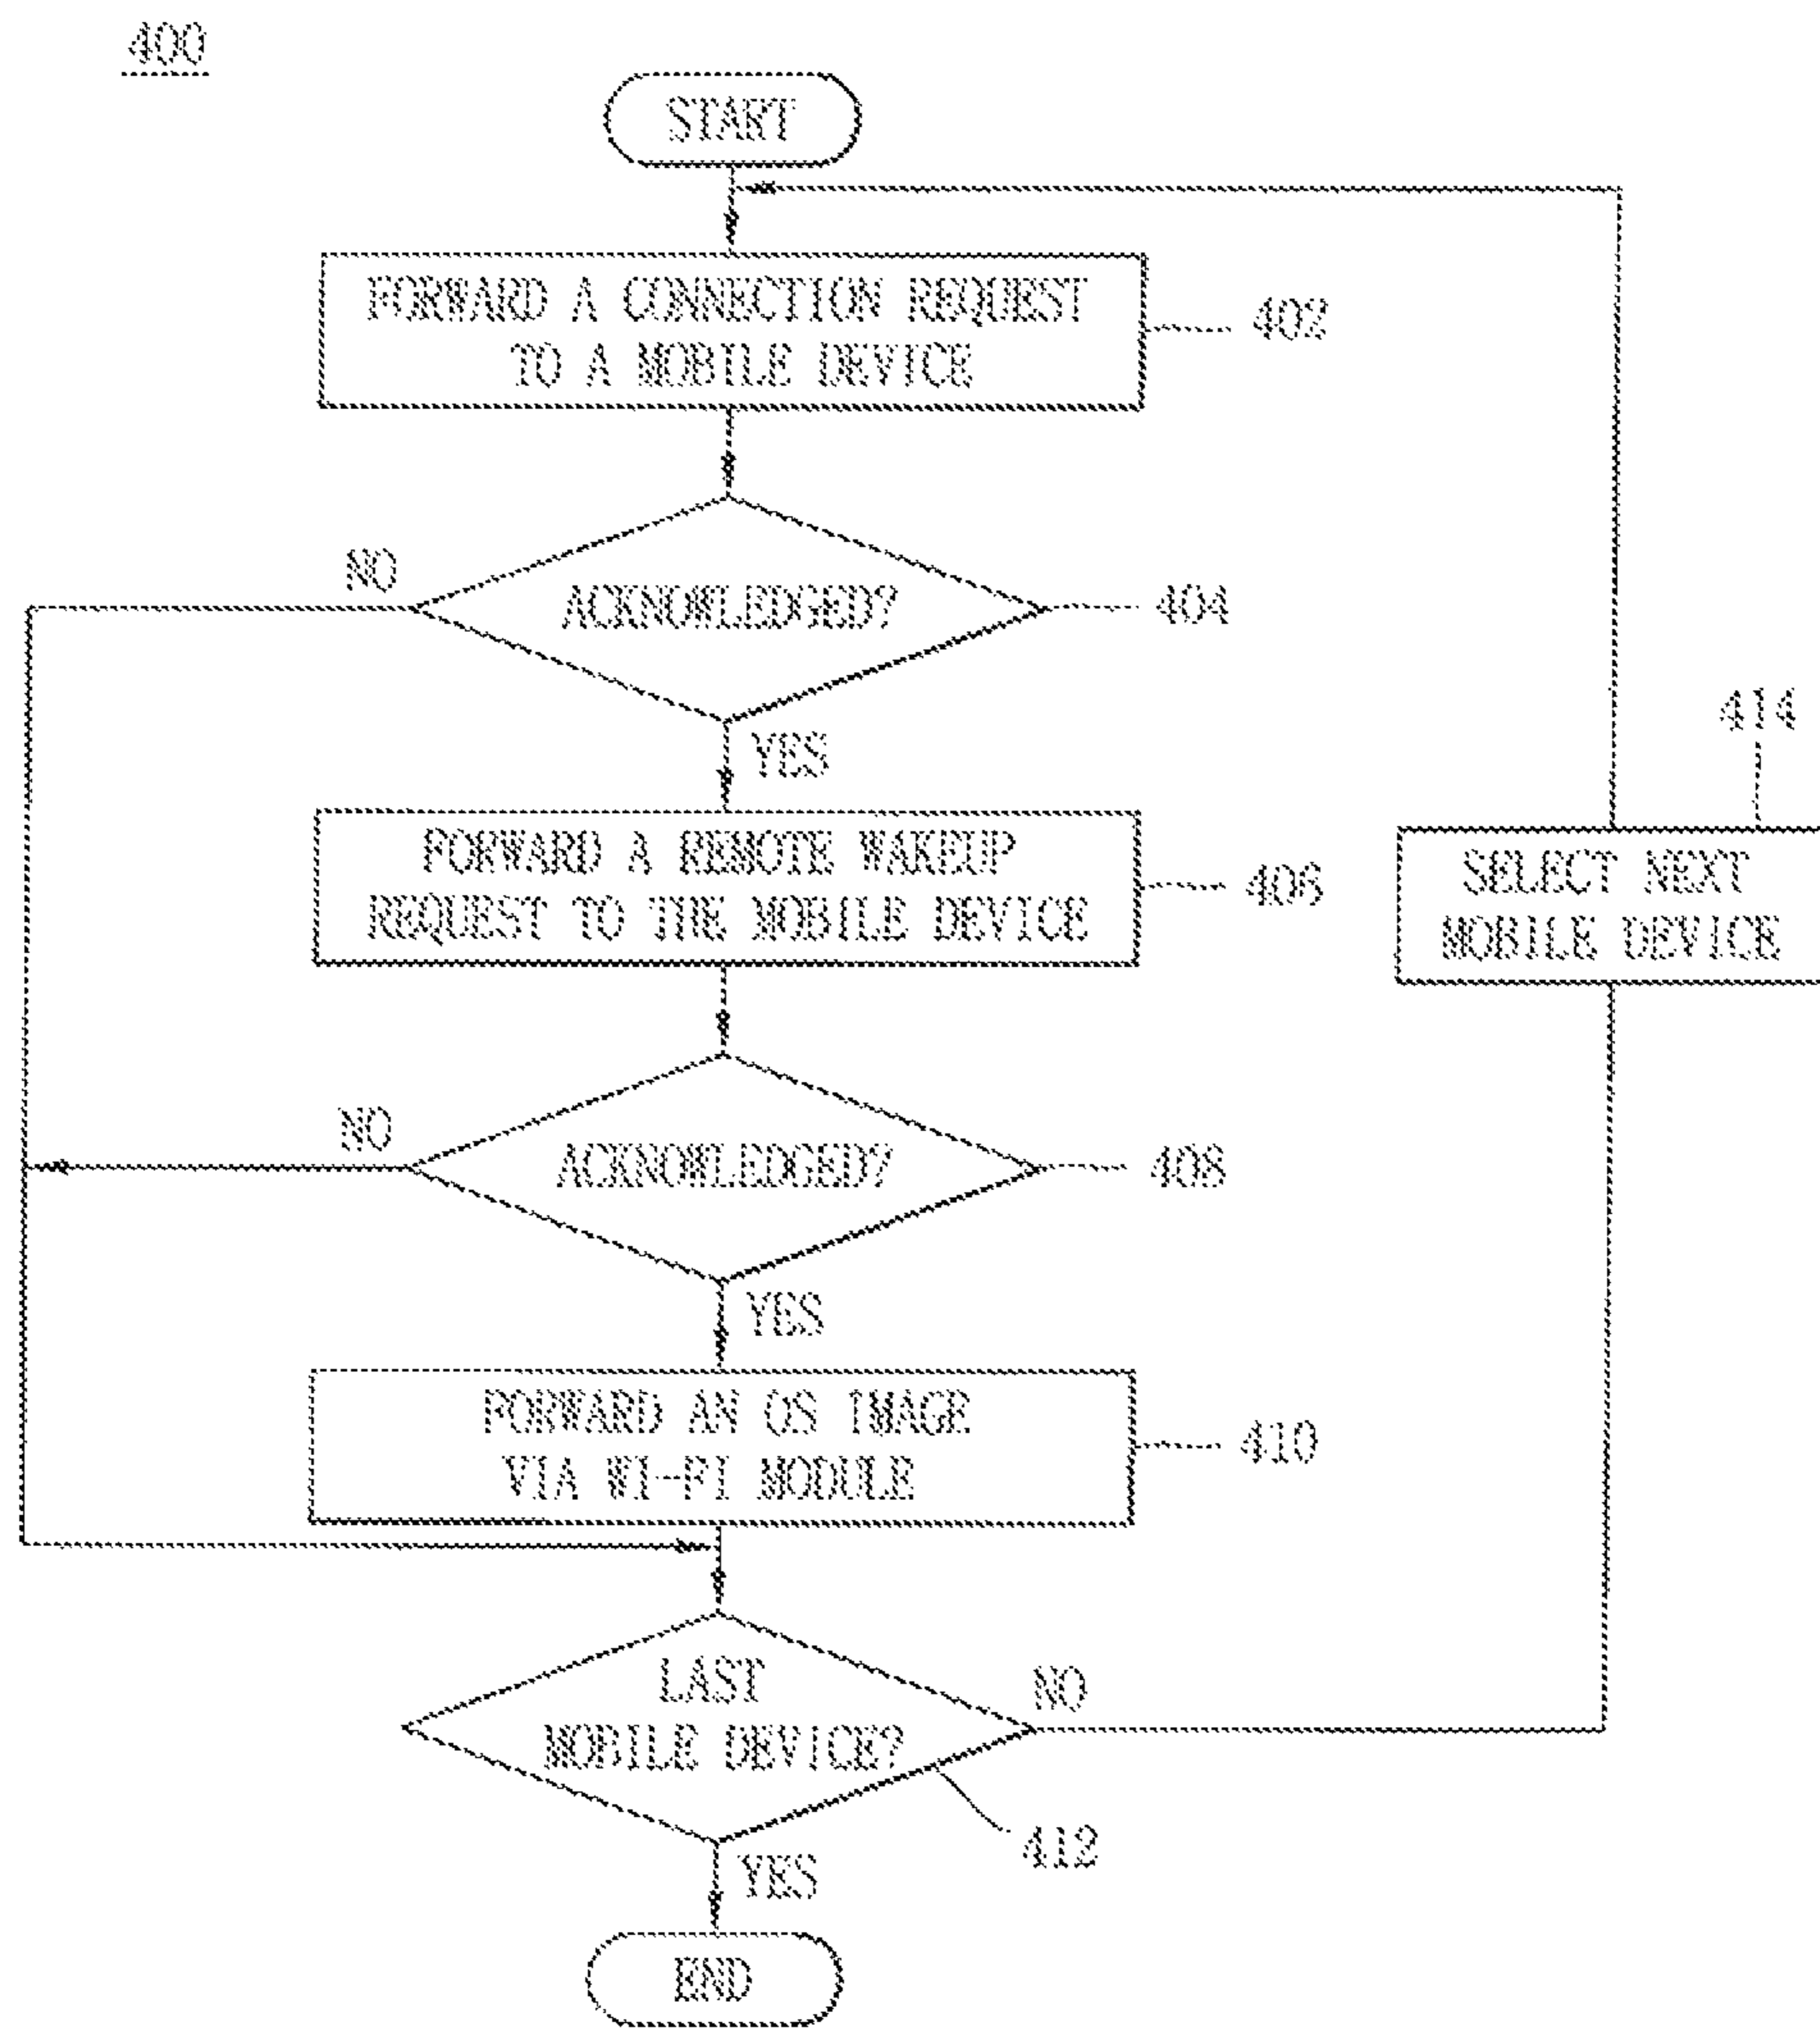 400
START
FORWARD A CONNECTION REQUEST
TO A MOBILE DEVICE
402
NO
ACKNOWLEDGED?
404
YES
414
FORWARD A REMOTE WAKEUP
REQUEST TO THE MOBILE DEVICE
406
SELECT NEXT
MOBILE DEVICE
NO
ACKNOWLEDGED?
408
YES
FORWARD AN OS IMAGE
VIA WI-FI MODULE
410
LAST
MOBILE DEVICE?
NO
412
YES
END